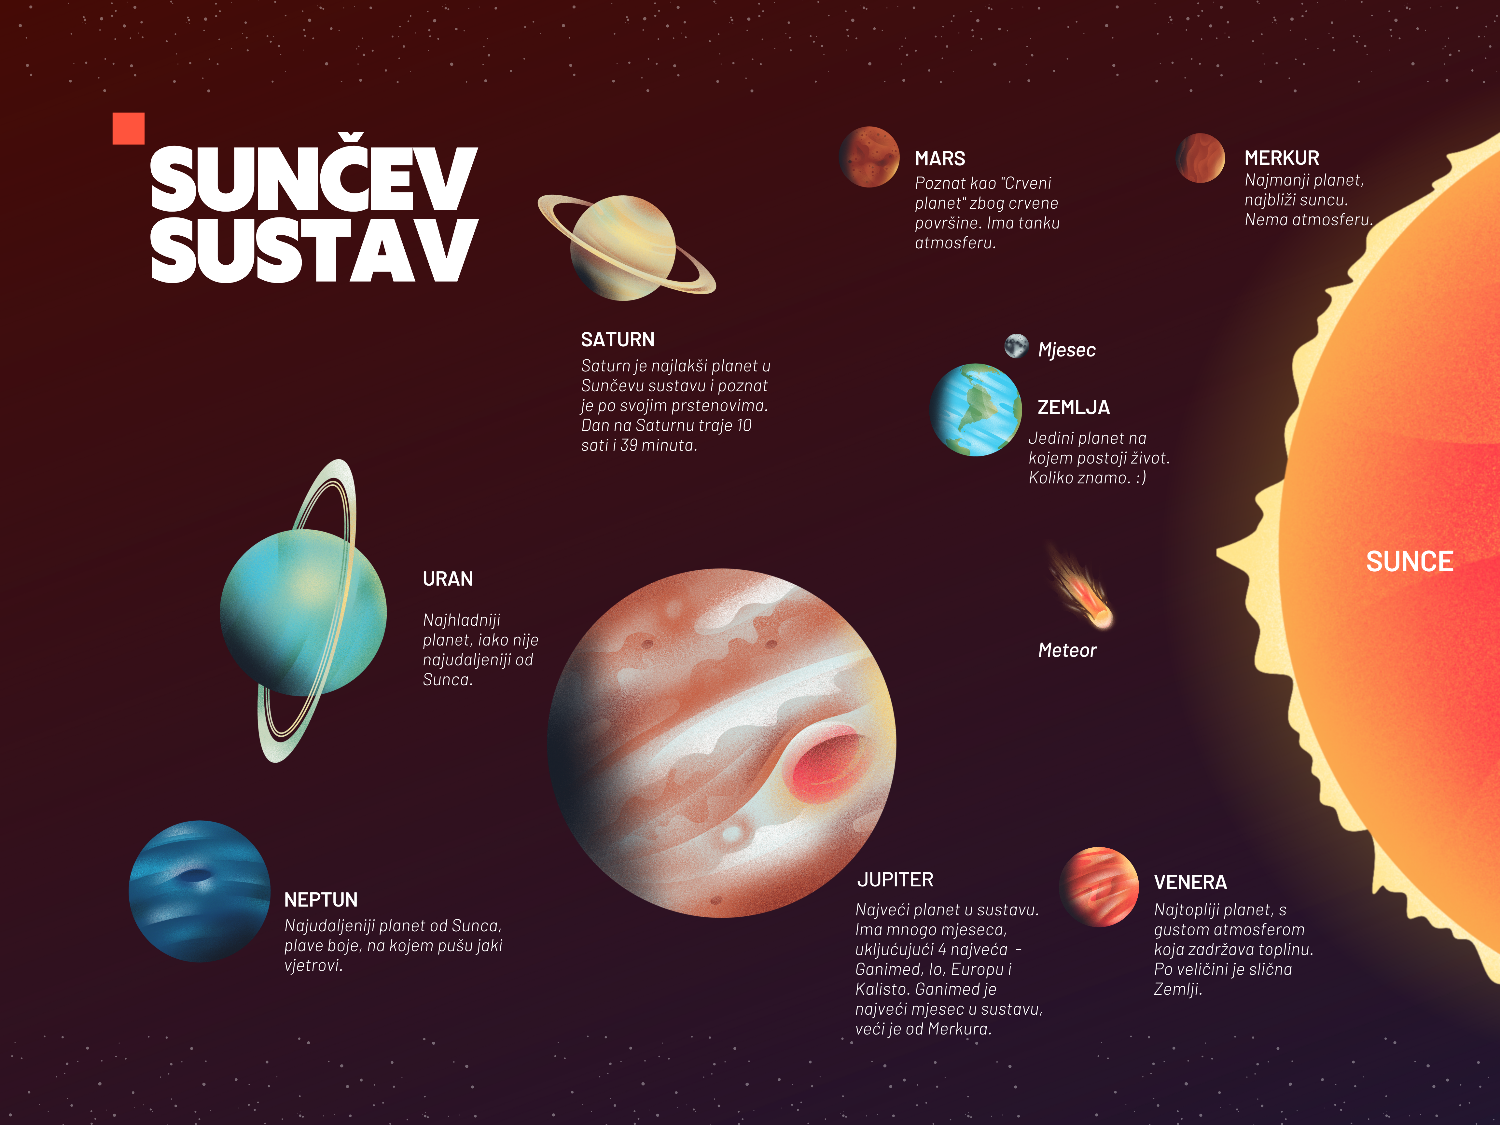 SUNČEV
SUSTAV
MARS
Poznat kao "Crveni
planet" zbog crvene
površine. Ima tanku
atmosferu.
MERKUR
Najmanji planet,
najbliži suncu.
Nema atmosferu.
SATURN
Saturn je najlakši planet u
Sunčevu sustavu i poznat
je po svojim prstenovima.
Dan na Saturnu traje 10
sati i 39 minuta.
Mjesec
ZEMLJA
Jedini planet na
kojem postoji život.
Koliko znamo. :)
SUNCE
URAN
Najhladniji
planet, iako nije
najudaljeniji od
Sunca.
Meteor
NEPTUN
Najudaljeniji planet od Sunca,
plave boje, na kojem pušu jaki
vjetrovi.
JUPITER
Najveći planet u sustavu.
Ima mnogo mjeseca,
ukljućujući 4 najveća -
Ganimed, Io, Europu i
Kalisto. Ganimed je
najveći mjesec u sustavu,
veći je od Merkura.
VENERA
Najtopliji planet, s
gustom atmosferom
koja zadržava toplinu.
Po veličini je slična
Zemlji.